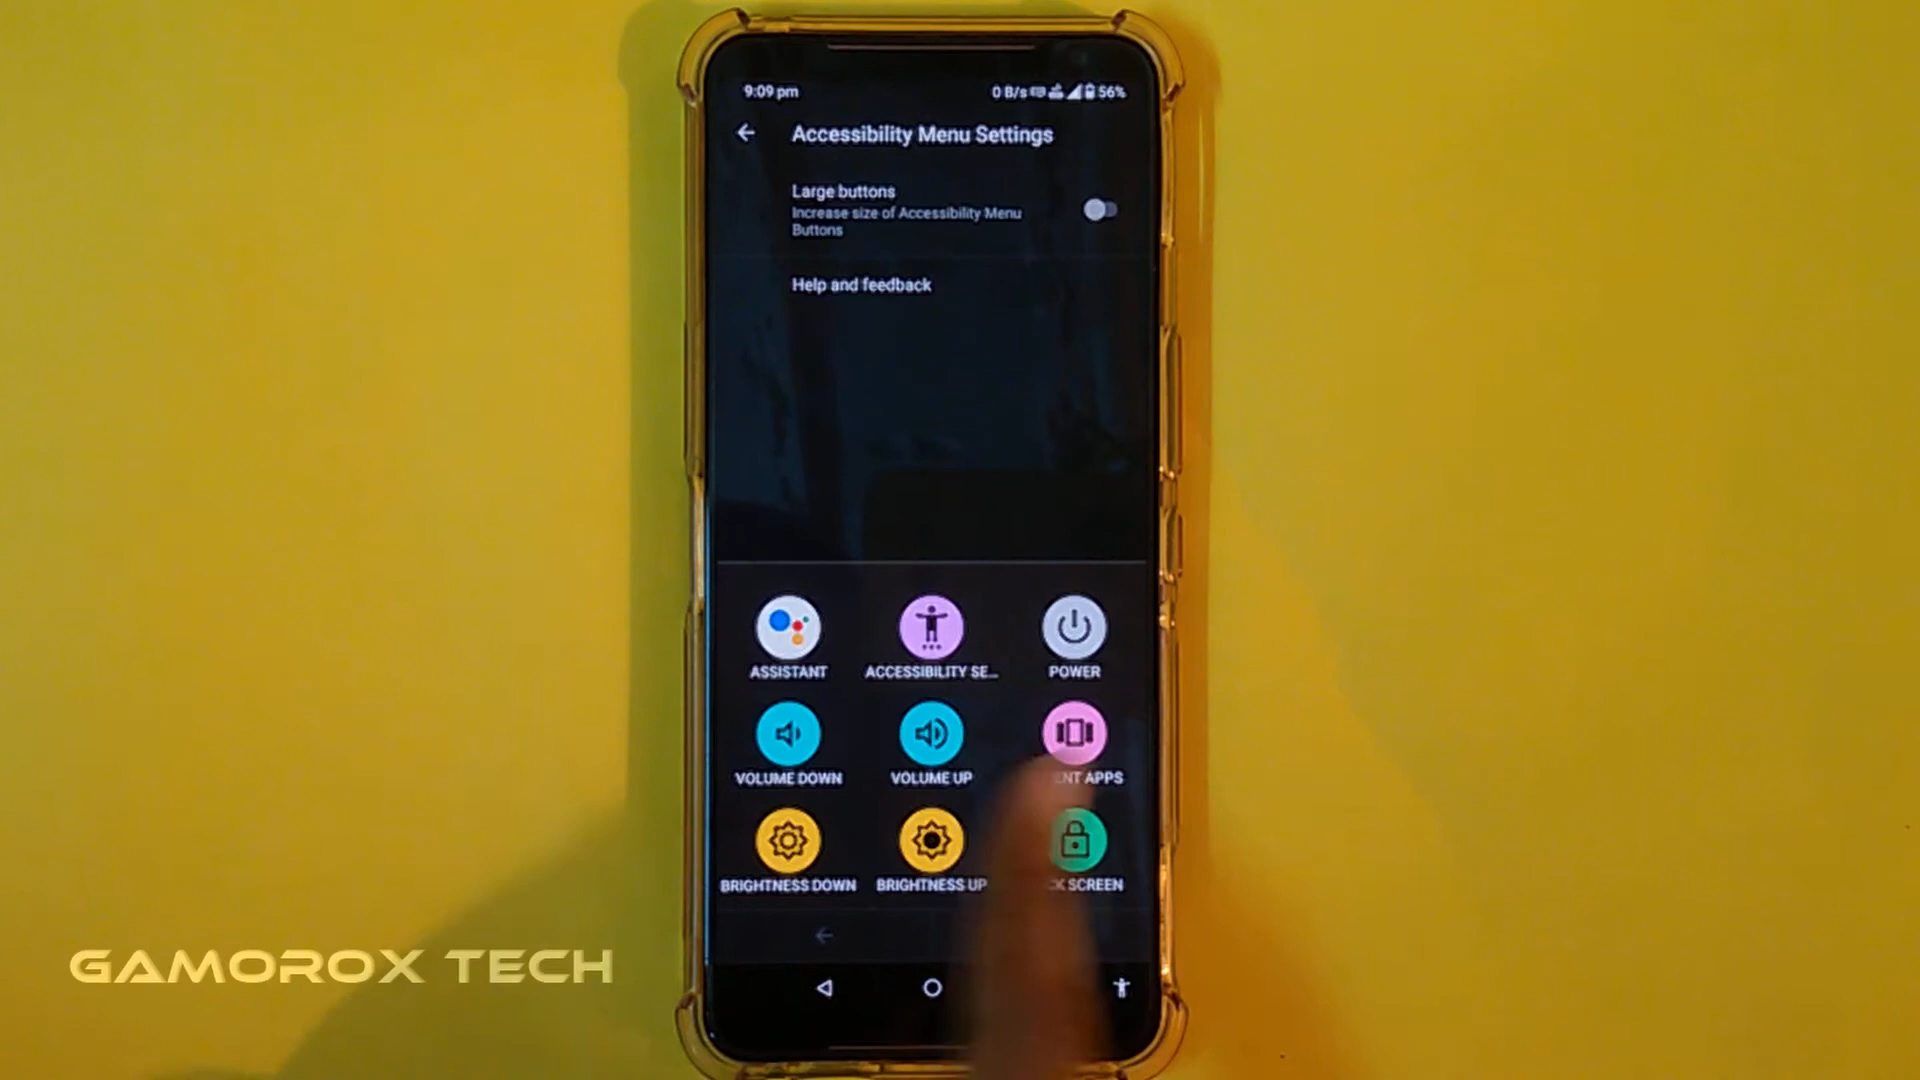 9:09 pm
0 B/s 56%
Accessibility Menu Settings
Large buttons
Increase size of Accessibility Menu
Buttons
Help and feedback
ASSISTANT
ACCESSIBILITY SE...
POWER
VOLUME DOWN
VOLUME UP
ENT APPS
BRIGHTNESS DOWN
BRIGHTNESS UP
CK SCREEN
GAMOROX TECH